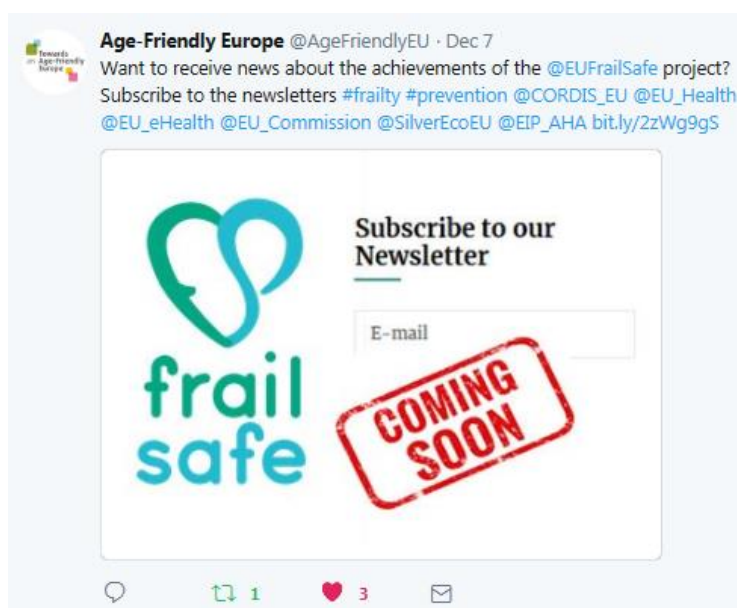 Towards
an Age-friendly
Europe
Age-Friendly Europe @AgeFriendlyEU · Dec 7
Want to receive news about the achievements of the @EUFrailSafe project?
Subscribe to the newsletters #frailty #prevention @CORDIS_EU @EU_Health
@EU_eHealth @EU_Commission @SilverEcoEU @EIP_AHA bit.ly/2zWg9gS
Subscribe to our
Newsletter
E-mail
frail
safe
COMING
SOON
1
3